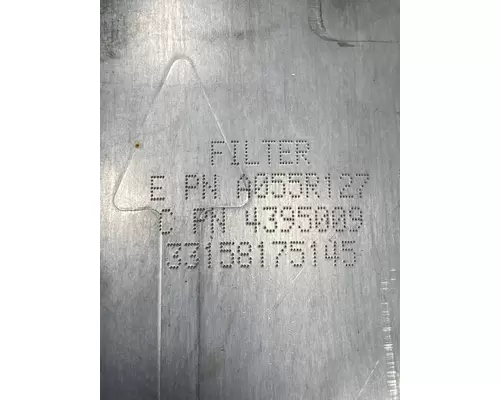 FILTER
E PN A055R127
C PN 4395009
33158175145